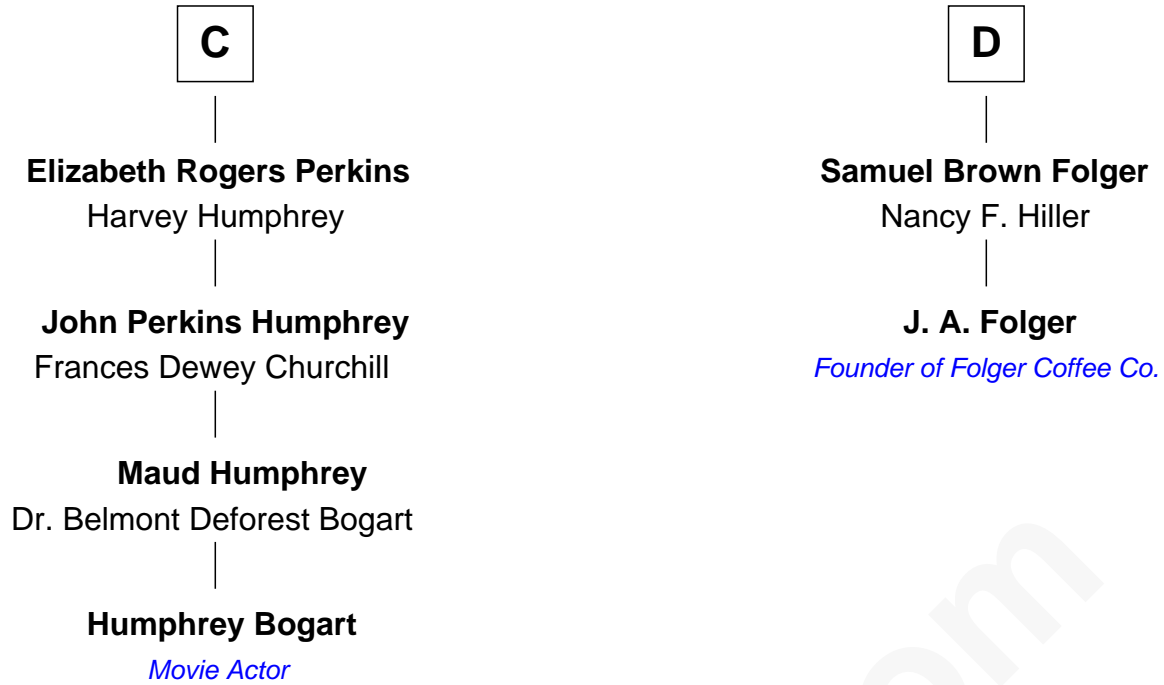 C
Elizabeth Rogers Perkins
Harvey Humphrey
John Perkins Humphrey
Frances Dewey Churchill
Maud Humphrey
Dr. Belmont Deforest Bogart
Humphrey Bogart
Movie Actor
D
Samuel Brown Folger
Nancy F. Hiller
J. A. Folger
Founder of Folger Coffee Co.
om